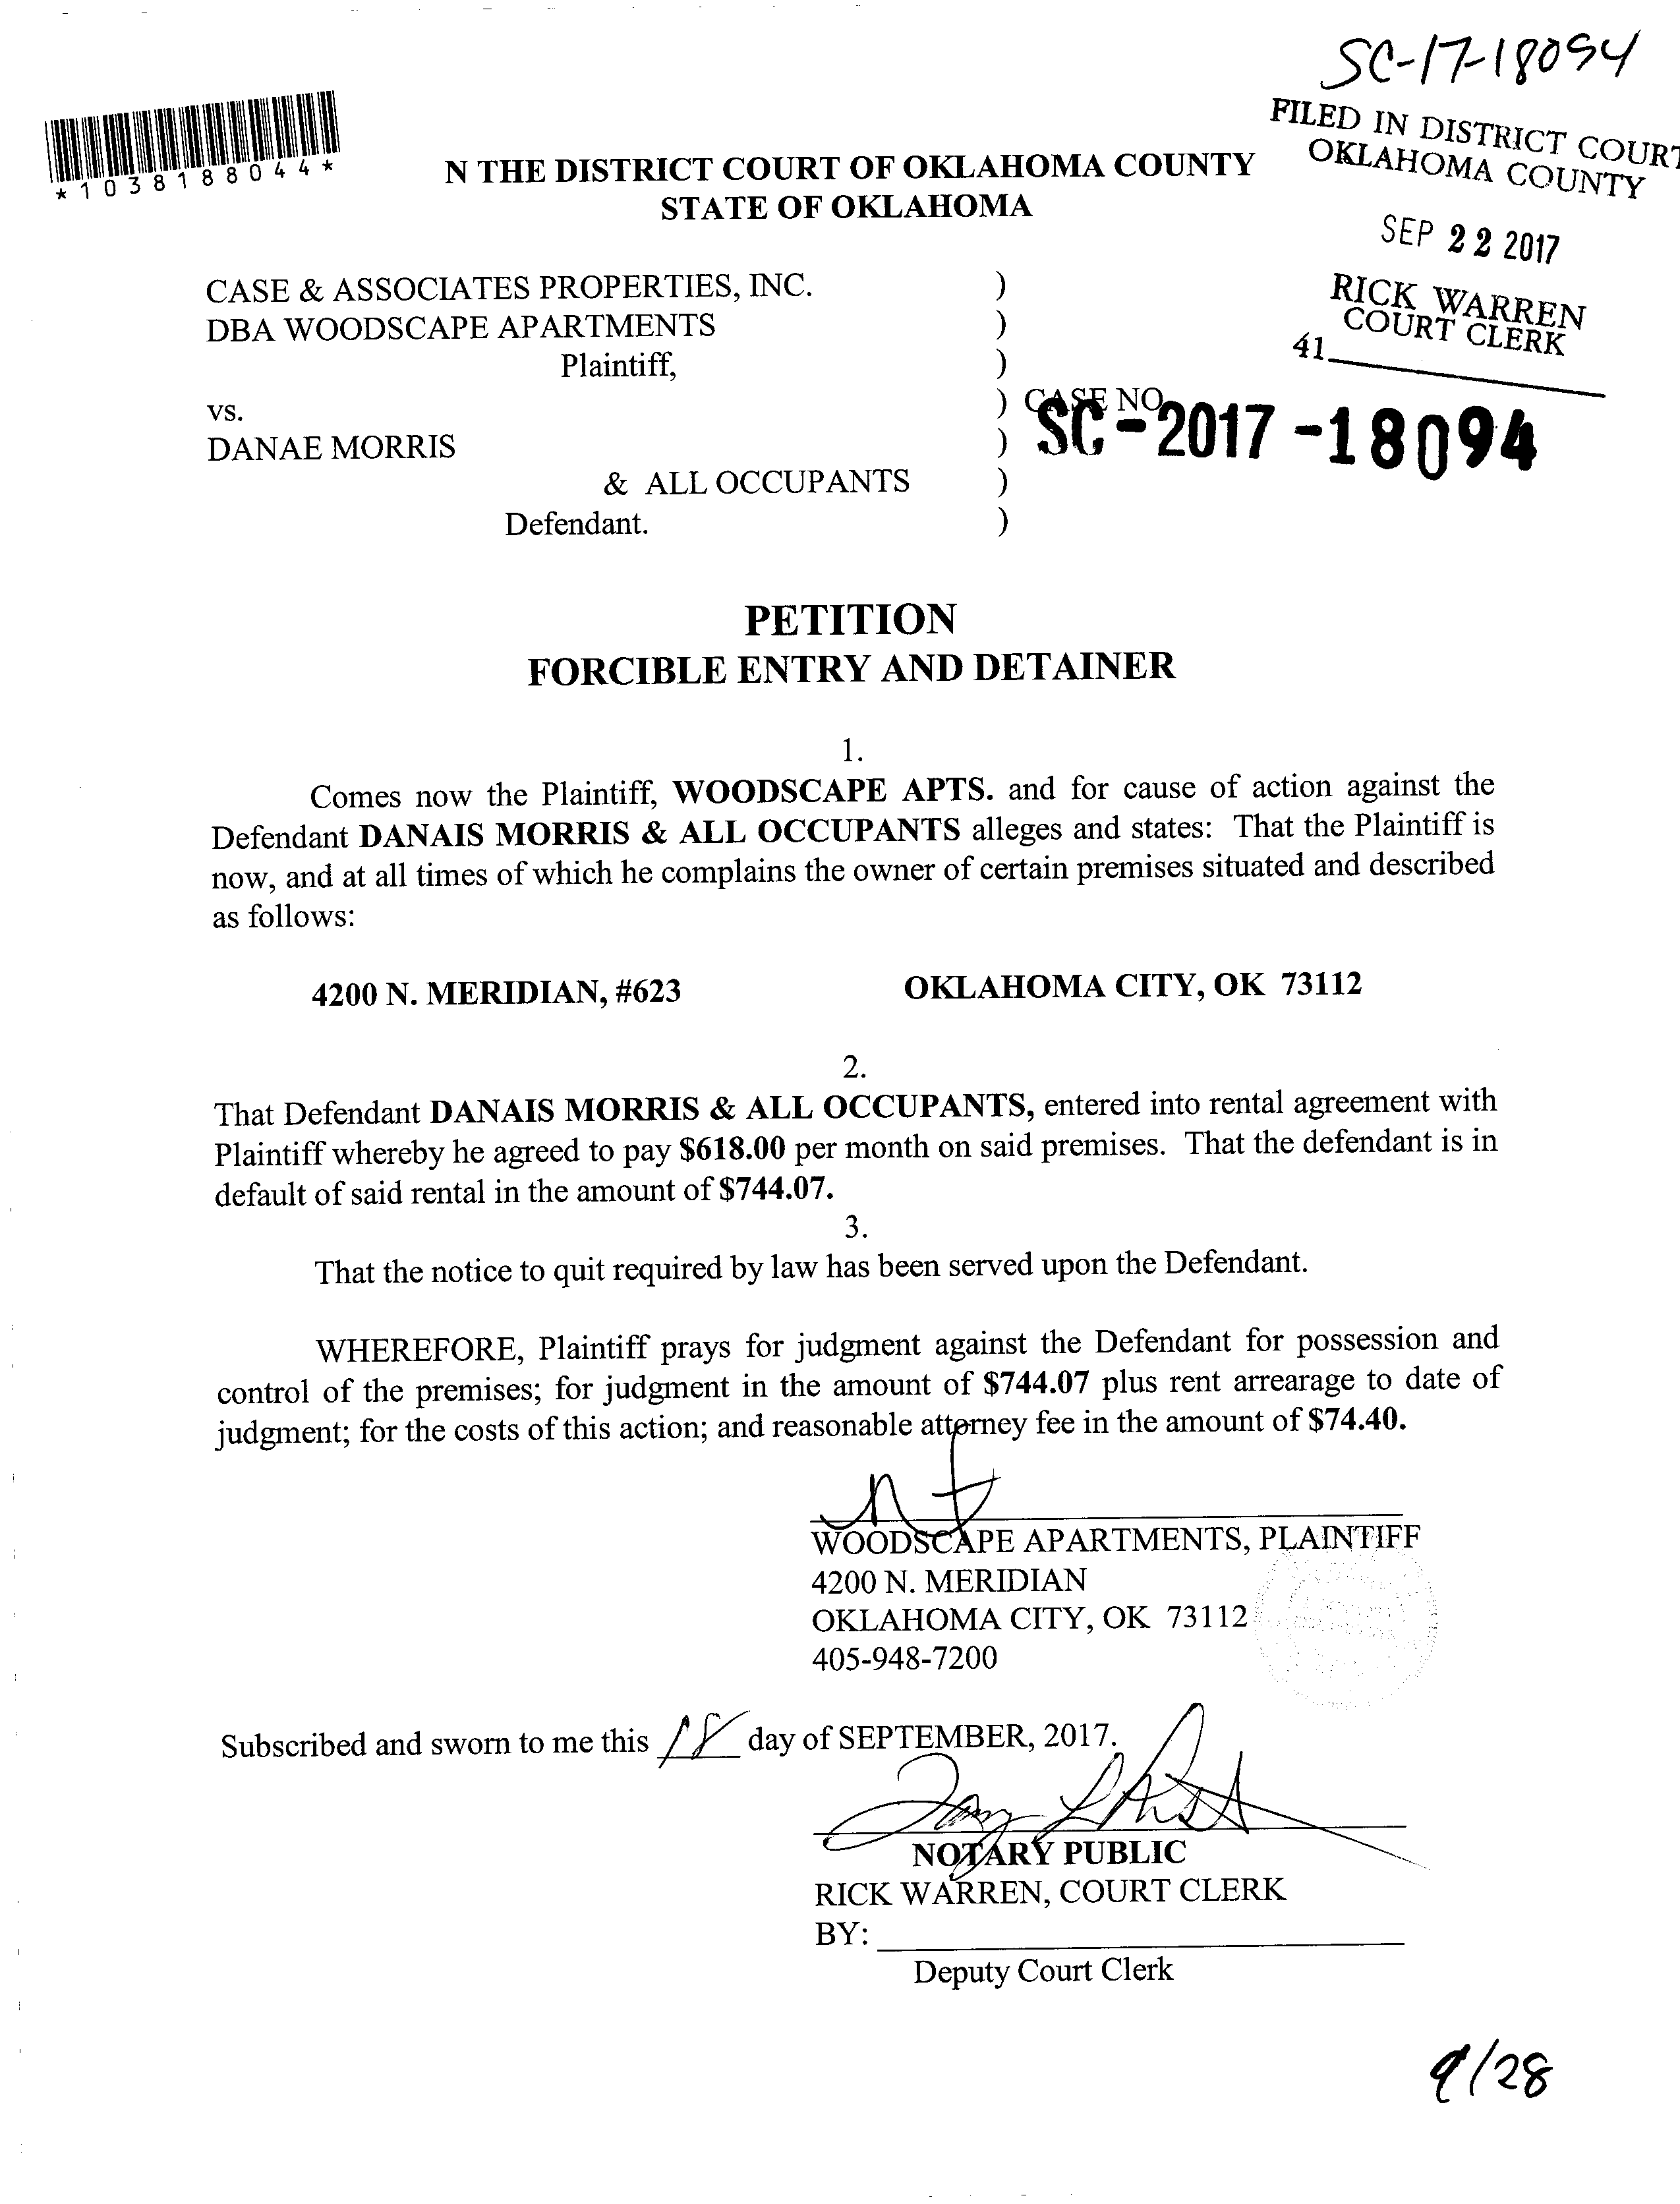 SC-17-18094
FILED IN DISTRICT COURT
OKLAHOMA COUNTY
SEP 22 2017
RICK WARREN
COURT CLERK
41
*1038188044*
N THE DISTRICT COURT OF OKLAHOMA COUNTY
STATE OF OKLAHOMA
CASE & ASSOCIATES PROPERTIES, INC. )
DBA WOODSCAPE APARTMENTS )
Plaintiff, )
vs. ) CASE NO
DANAE MORRIS ) SC-2017-18094
& ALL OCCUPANTS )
Defendant. )
PETITION
FORCIBLE ENTRY AND DETAINER
1.
Comes now the Plaintiff, WOODSCAPE APTS. and for cause of action against the
Defendant DANAIS MORRIS & ALL OCCUPANTS alleges and states: That the Plaintiff is
now, and at all times of which he complains the owner of certain premises situated and described
as follows:
4200 N. MERIDIAN, #623 OKLAHOMA CITY, OK 73112
2.
That Defendant DANAIS MORRIS & ALL OCCUPANTS, entered into rental agreement with
Plaintiff whereby he agreed to pay $618.00 per month on said premises. That the defendant is in
default of said rental in the amount of $744.07.
3.
That the notice to quit required by law has been served upon the Defendant.
WHEREFORE, Plaintiff prays for judgment against the Defendant for possession and
control of the premises; for judgment in the amount of $744.07 plus rent arrearage to date of
judgment; for the costs of this action; and reasonable attorney fee in the amount of $74.40.
WOODSCAPE APARTMENTS, PLAINTIFF
4200 N. MERIDIAN
OKLAHOMA CITY, OK 73112
405-948-7200
Subscribed and sworn to me this 18 day of SEPTEMBER, 2017.
NOTARY PUBLIC
RICK WARREN, COURT CLERK
BY:
Deputy Court Clerk
9/28